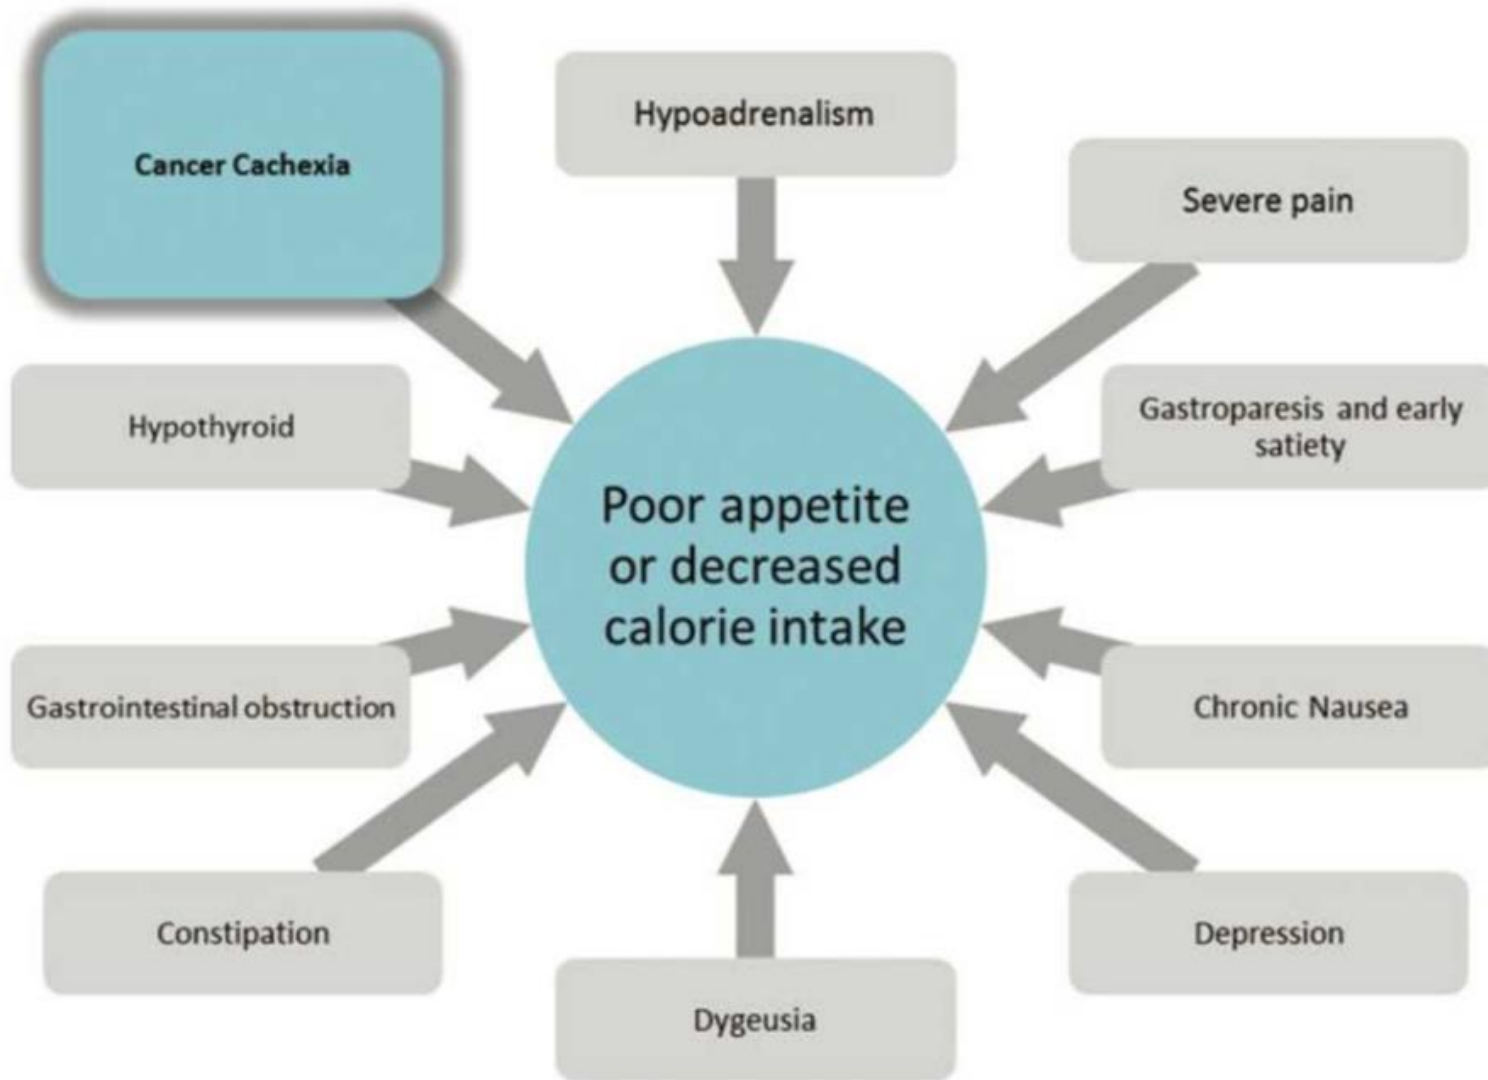 Cancer Cachexia
Hypoadrenalism
Severe pain
Hypothyroid
Gastroparesis and early
satiety
Poor appetite
or decreased
calorie intake
Gastrointestinal obstruction
Chronic Nausea
Constipation
Depression
Dygeusia